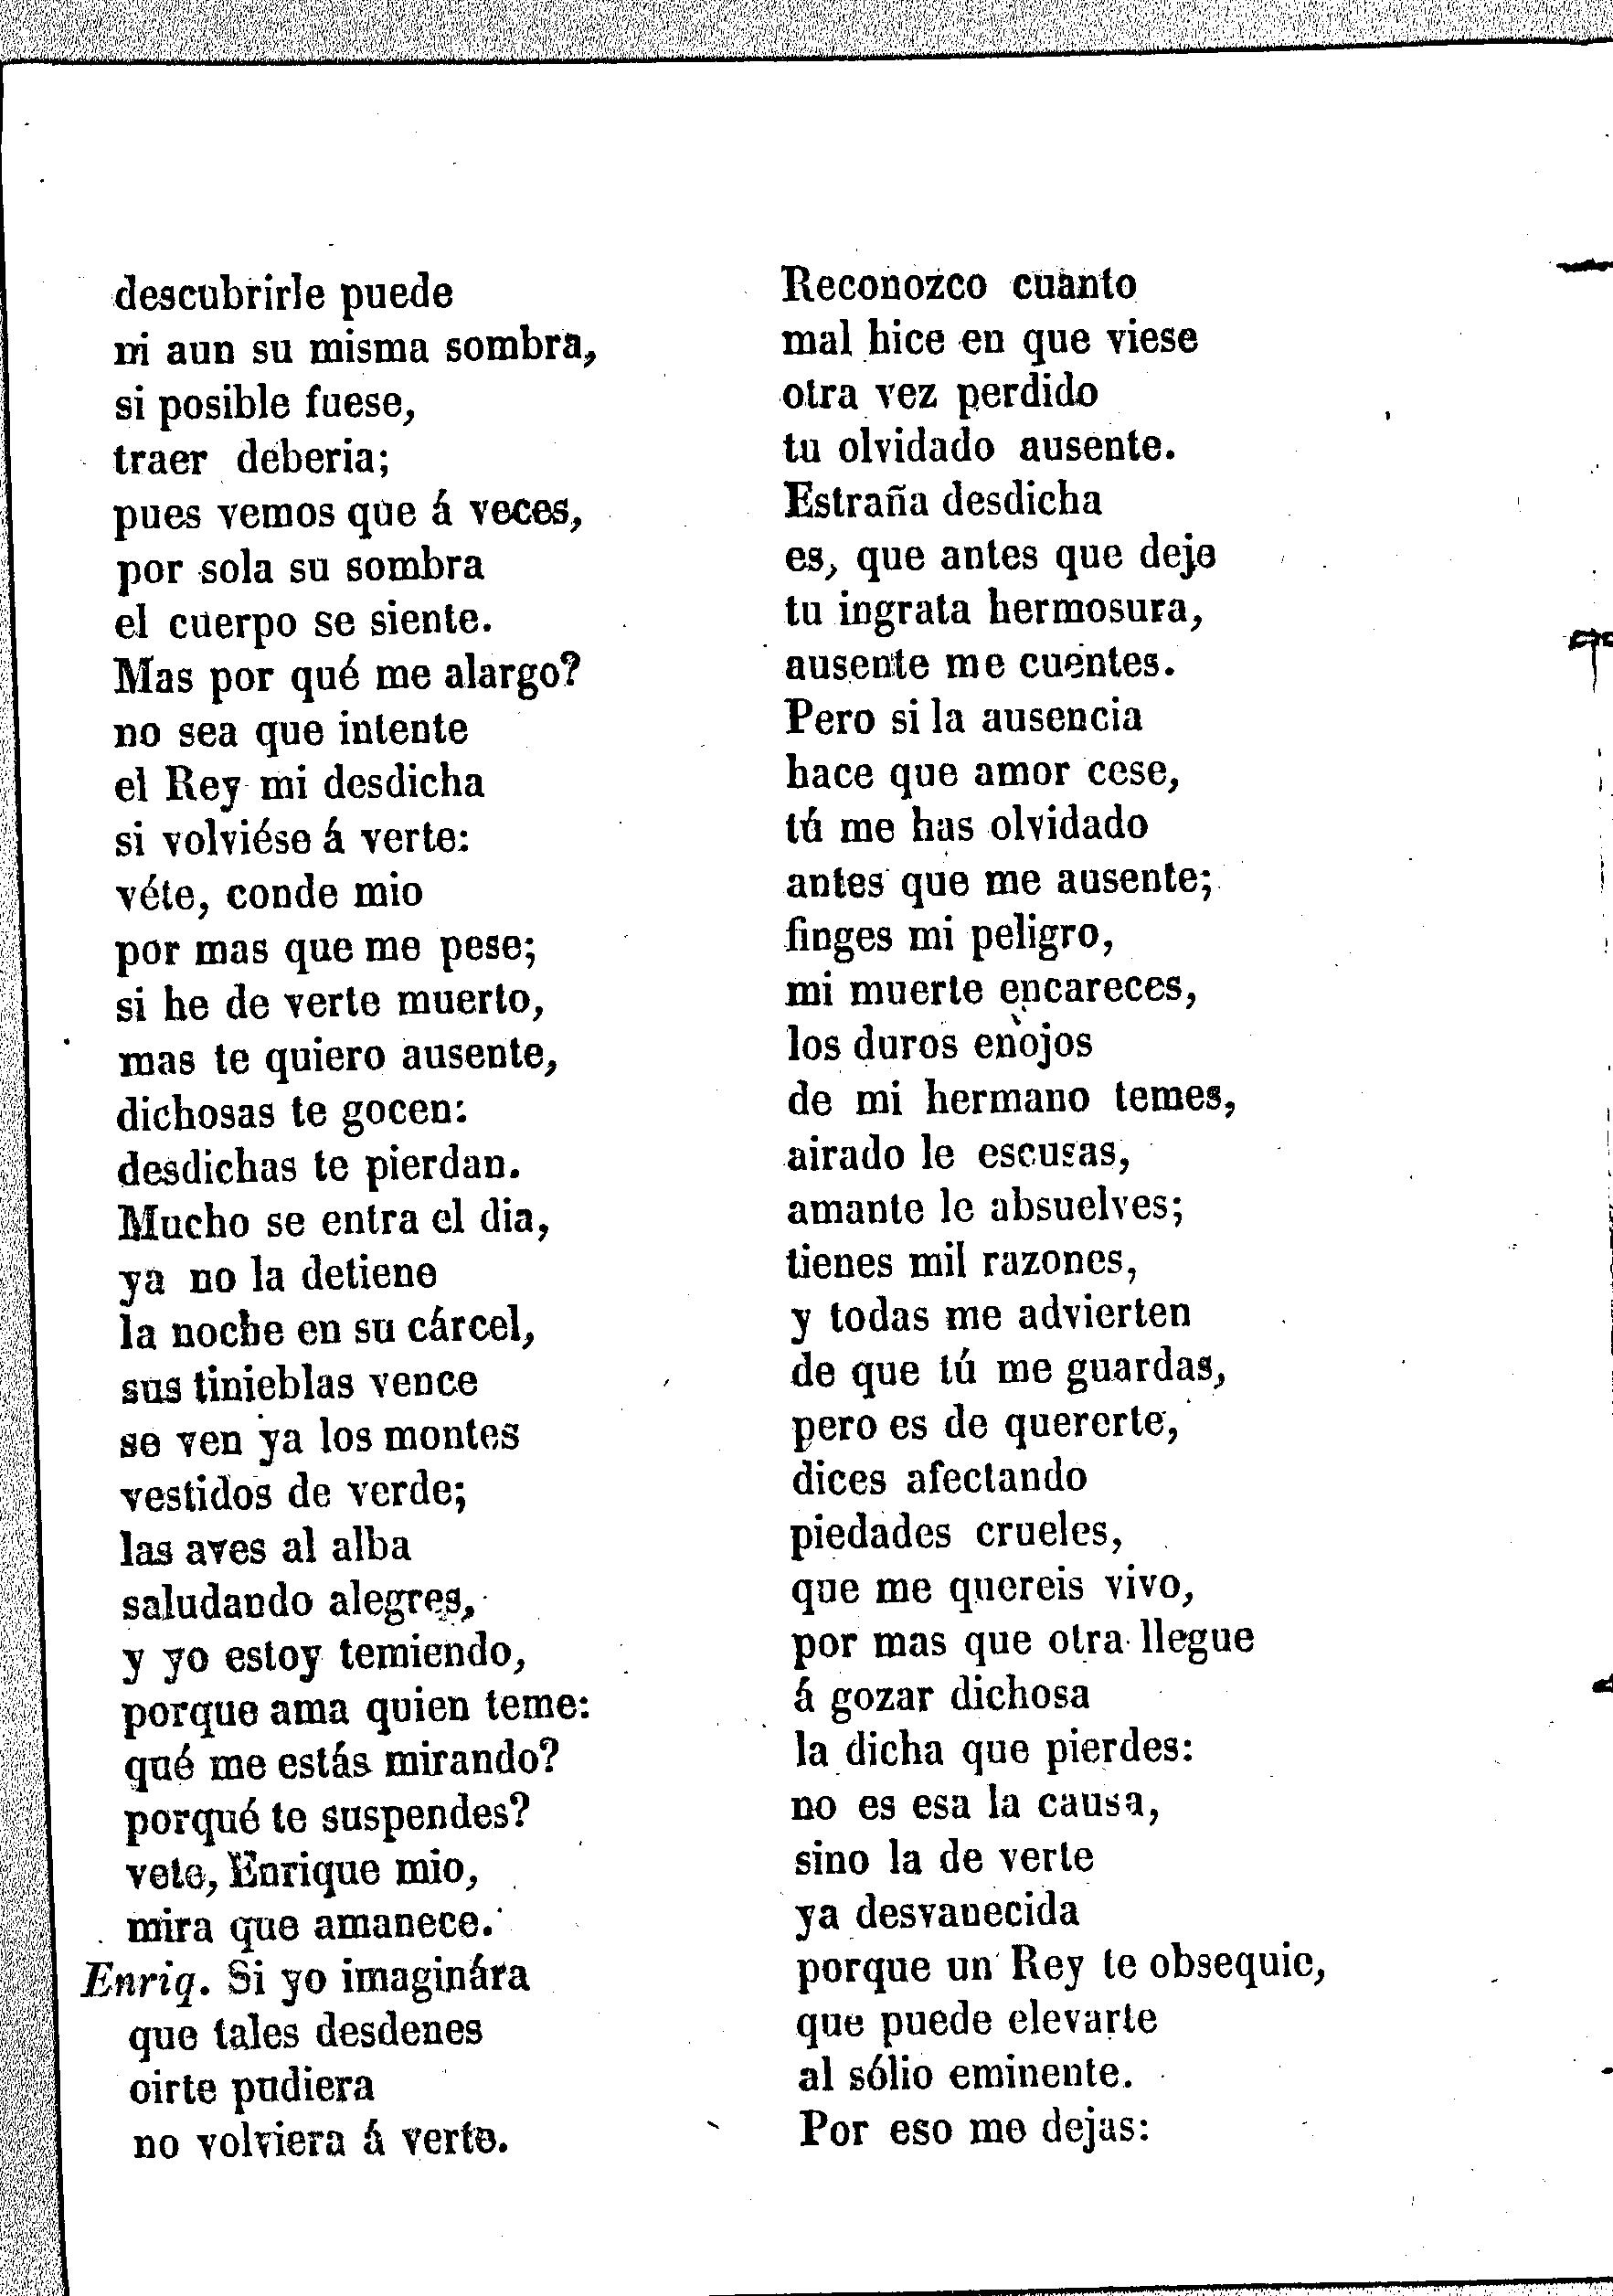 descubrirle puede
ni aun su misma sombra,
si posible fuese,
traer deberia;
pues vemos que á veces,
por sola su sombra
el cuerpo se siente.
Mas por qué me alargo?
no sea que intente
el Rey mi desdicha
si volviése á verte:
véte, conde mio
por mas que me pese;
si he de verte muerto,
mas te quiero ausente,
dichosas te gocen:
desdichas te pierdan.
Mucho se entra el dia,
ya no la detiene
la noche en su cárcel,
sus tinieblas vence
se ven ya los montes
vestidos de verde;
las aves al alba
saludando alegres,
y yo estoy temiendo,
porque ama quien teme:
qué me estás mirando?
porqué te suspendes?
vete, Enrique mio,
mira que amanece.
Enriq. Si yo imaginára
que tales desdenes
oirte pudiera
no volviera á verte.
Reconozco cuanto
mal hice en que viese
otra vez perdido
tu olvidado ausente.
Estraña desdicha
es, que antes que deje
tu ingrata hermosura,
ausente me cuentes.
Pero si la ausencia
hace que amor cese,
tú me has olvidado
antes que me ausente;
finges mi peligro,
mi muerte encareces,
los duros enojos
de mi hermano temes,
airado le escusas,
amante le absuelves;
tienes mil razones,
y todas me advierten
de que tú me guardas,
pero es de quererte,
dices afectando
piedades crueles,
que me quereis vivo,
por mas que otra llegue
á gozar dichosa
la dicha que pierdes:
no es esa la causa,
sino la de verte
ya desvanecida
porque un Rey te obsequie,
que puede elevarte
al sólio eminente.
Por eso me dejas: